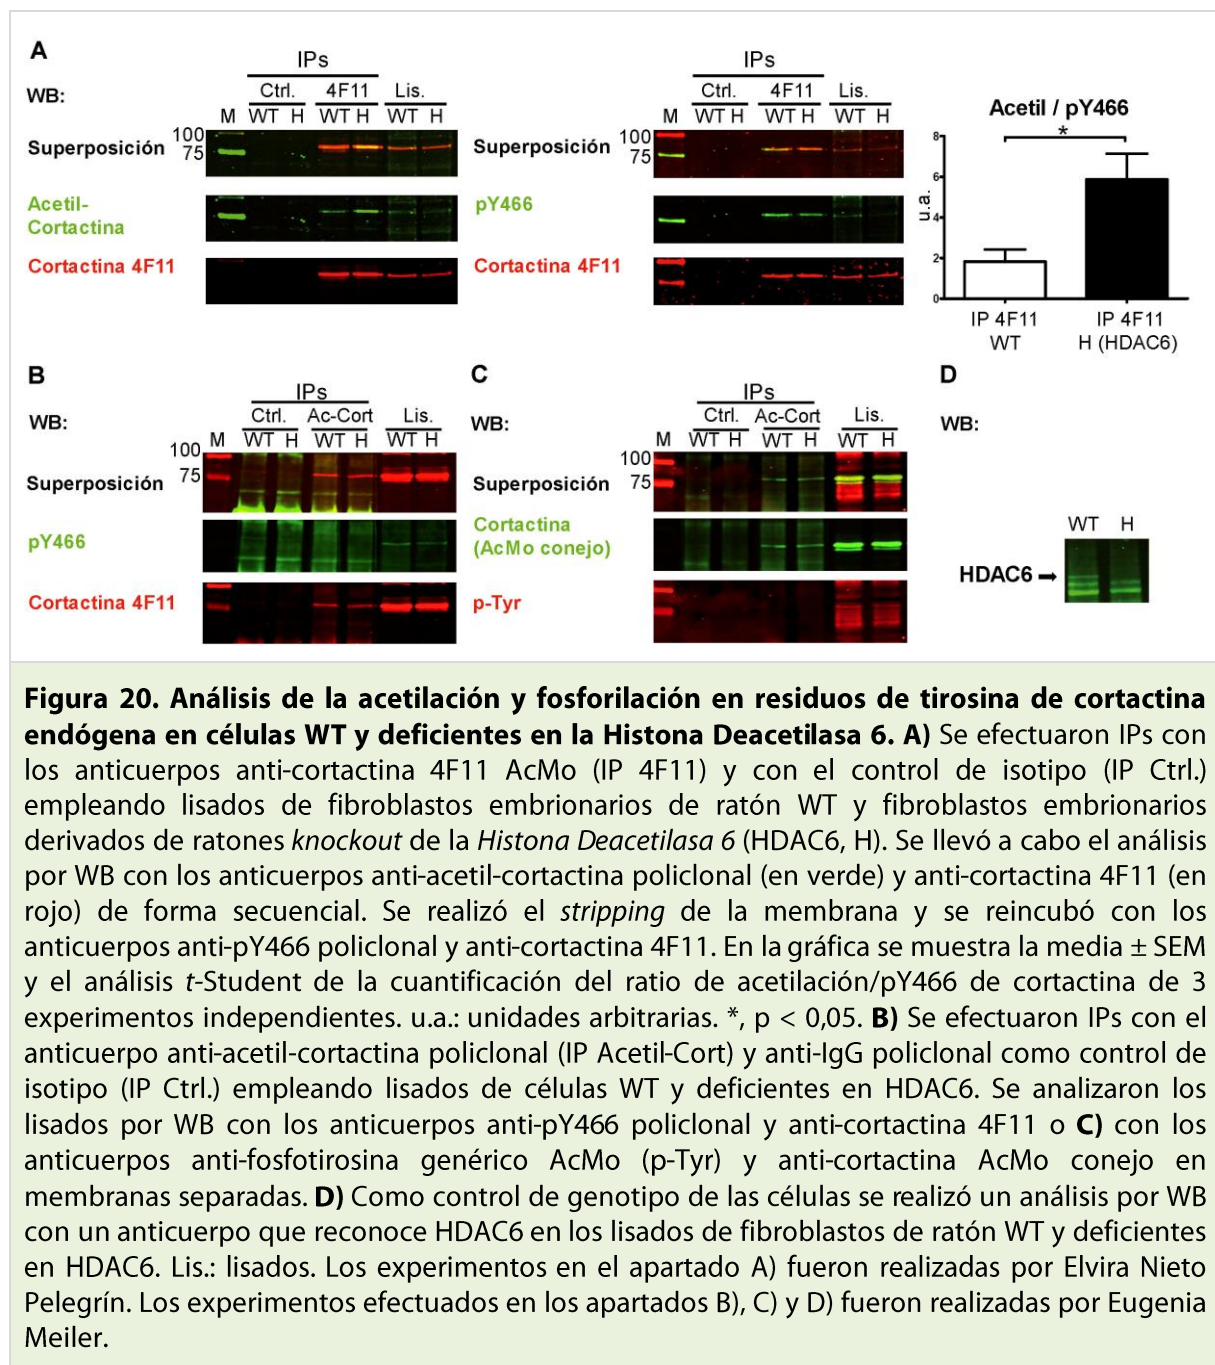 A
IPs
WB:
Ctrl.
4F11
Lis.
M
WT H
WT H
WT H
100
75
Superposición
Acetil-
Cortactina
Cortactina 4F11
IPs
Ctrl.
4F11
Lis.
M
WT H
WT H
WT H
100
75
Superposición
pY466
Cortactina 4F11
Acetil / pY466
*
8
6
4
2
0
u.a.
IP 4F11
WT
IP 4F11
H (HDAC6)
B
IPs
WB:
Ctrl.
Ac-Cort
Lis.
M
WT H
WT H
WT H
100
75
Superposición
pY466
Cortactina 4F11
C
IPs
WB:
Ctrl.
Ac-Cort
Lis.
M
WT H
WT H
WT H
100
75
Superposición
Cortactina
(AcMo conejo)
p-Tyr
D
WB:
WT H
HDAC6
Figura 20. Análisis de la acetilación y fosforilación en residuos de tirosina de cortactina
endógena en células WT y deficientes en la Histona Deacetilasa 6. A) Se efectuaron IPs con
los anticuerpos anti-cortactina 4F11 AcMo (IP 4F11) y con el control de isotipo (IP Ctrl.)
empleando lisados de fibroblastos embrionarios de ratón WT y fibroblastos embrionarios
derivados de ratones knockout de la Histona Deacetilasa 6 (HDAC6, H). Se llevó a cabo el análisis
por WB con los anticuerpos anti-acetil-cortactina policlonal (en verde) y anti-cortactina 4F11 (en
rojo) de forma secuencial. Se realizó el stripping de la membrana y se reincubó con los
anticuerpos anti-pY466 policlonal y anti-cortactina 4F11. En la gráfica se muestra la media ± SEM
y el análisis t-Student de la cuantificación del ratio de acetilación/pY466 de cortactina de 3
experimentos independientes. u.a.: unidades arbitrarias. *, p < 0,05. B) Se efectuaron IPs con el
anticuerpo anti-acetil-cortactina policlonal (IP Acetil-Cort) y anti-IgG policlonal como control de
isotipo (IP Ctrl.) empleando lisados de células WT y deficientes en HDAC6. Se analizaron los
lisados por WB con los anticuerpos anti-pY466 policlonal y anti-cortactina 4F11 o C) con los
anticuerpos anti-fosfotirosina genérico AcMo (p-Tyr) y anti-cortactina AcMo conejo en
membranas separadas. D) Como control de genotipo de las células se realizó un análisis por WB
con un anticuerpo que reconoce HDAC6 en los lisados de fibroblastos de ratón WT y deficientes
en HDAC6. Lis.: lisados. Los experimentos en el apartado A) fueron realizadas por Elvira Nieto
Pelegrín. Los experimentos efectuados en los apartados B), C) y D) fueron realizadas por Eugenia
Meiler.